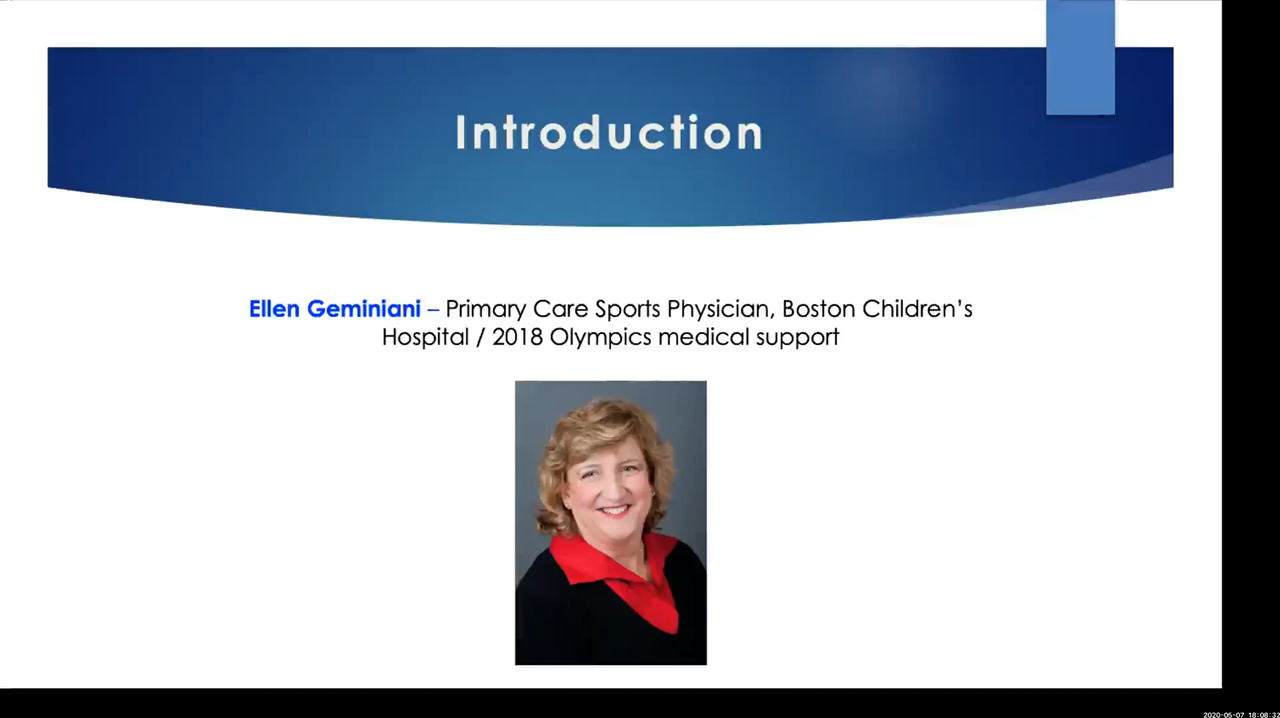 Introduction
Ellen Geminiani – Primary Care Sports Physician, Boston Children’s
Hospital / 2018 Olympics medical support
2020-05-07 18:08:32